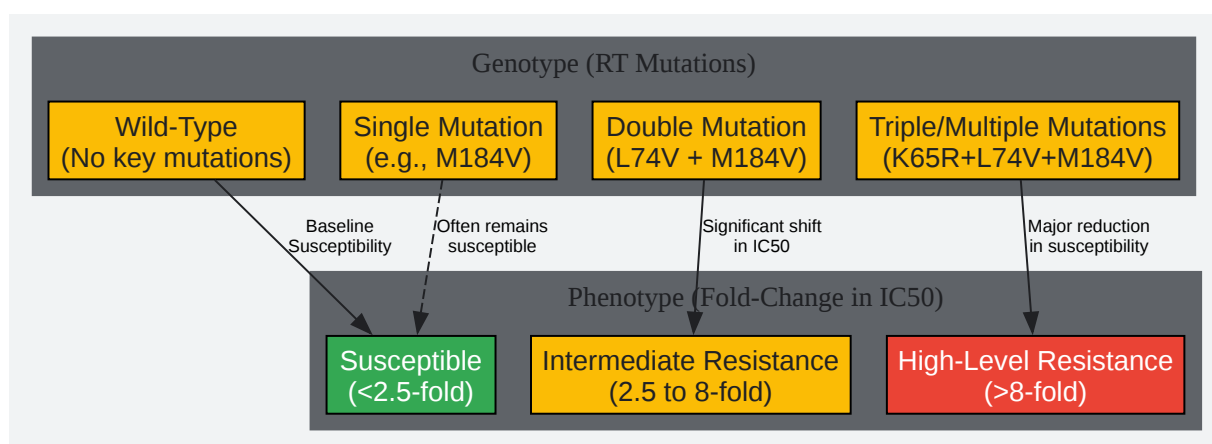 Genotype (RT Mutations)
Wild-Type
(No key mutations)
Single Mutation
(e.g., M184V)
Double Mutation
(L74V + M184V)
Triple/Multiple Mutations
(K65R+L74V+M184V)
Baseline
Susceptibility
Often remains
susceptible
Significant shift
in IC50
Major reduction
in susceptibility
Phenotype (Fold-Change in IC50)
Susceptible
(<2.5-fold)
Intermediate Resistance
(2.5 to 8-fold)
High-Level Resistance
(>8-fold)